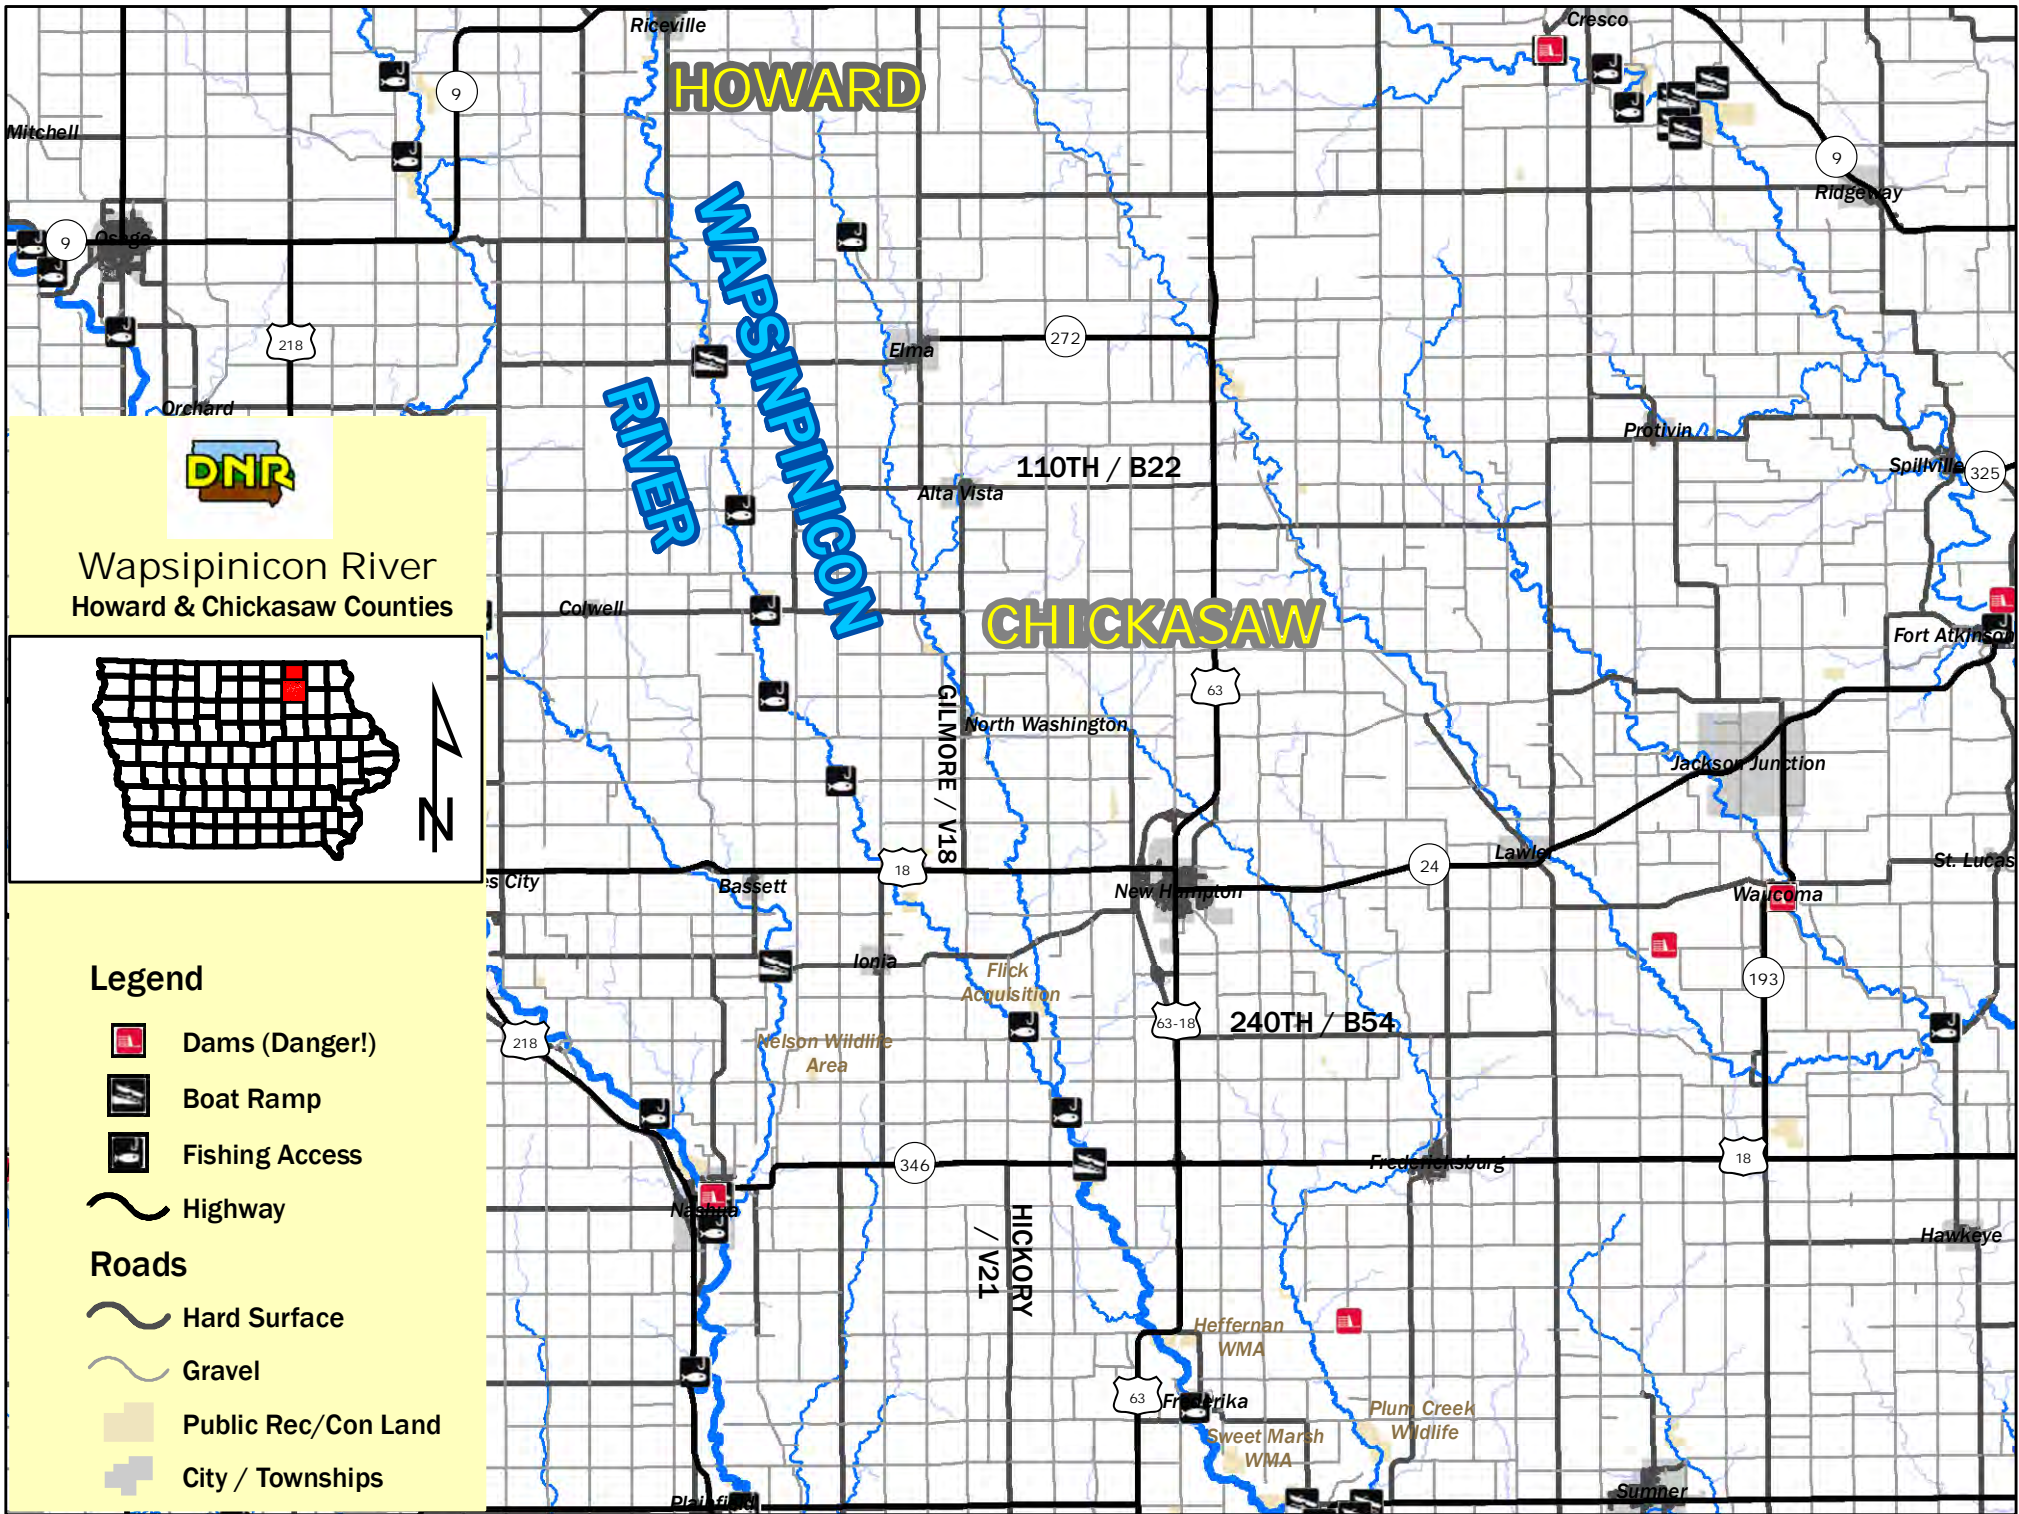 Riceville
Cresco
HOWARD
9
Mitchell
9
Ridgeway
9
Osage
WAPSINPINICON
RIVER
218
Elma
272
Orchard
Protivin
Spillville
325
110TH / B22
Alta Vista
DNR
Wapsipinicon River
Howard & Chickasaw Counties
Colwell
CHICKASAW
Fort Atkinson
63
GILMORE / V18
North Washington
Jackson Junction
N
18
24
Lawler
St. Lucas
s City
Bassett
New Hampton
Waucoma
Ionia
Flick
Acquisition
193
63-18
240TH / B54
218
Nelson Wildlife
Area
Legend
Dams (Danger!)
Boat Ramp
Fishing Access
Highway
Roads
Hard Surface
Gravel
Public Rec/Con Land
City / Townships
346
Fredericksburg
18
Nashua
HICKORY
/ V21
Hawkeye
Heffernan
WMA
63
Frederika
Plum Creek
Wildlife
Sweet Marsh
WMA
Plainfield
Sumner